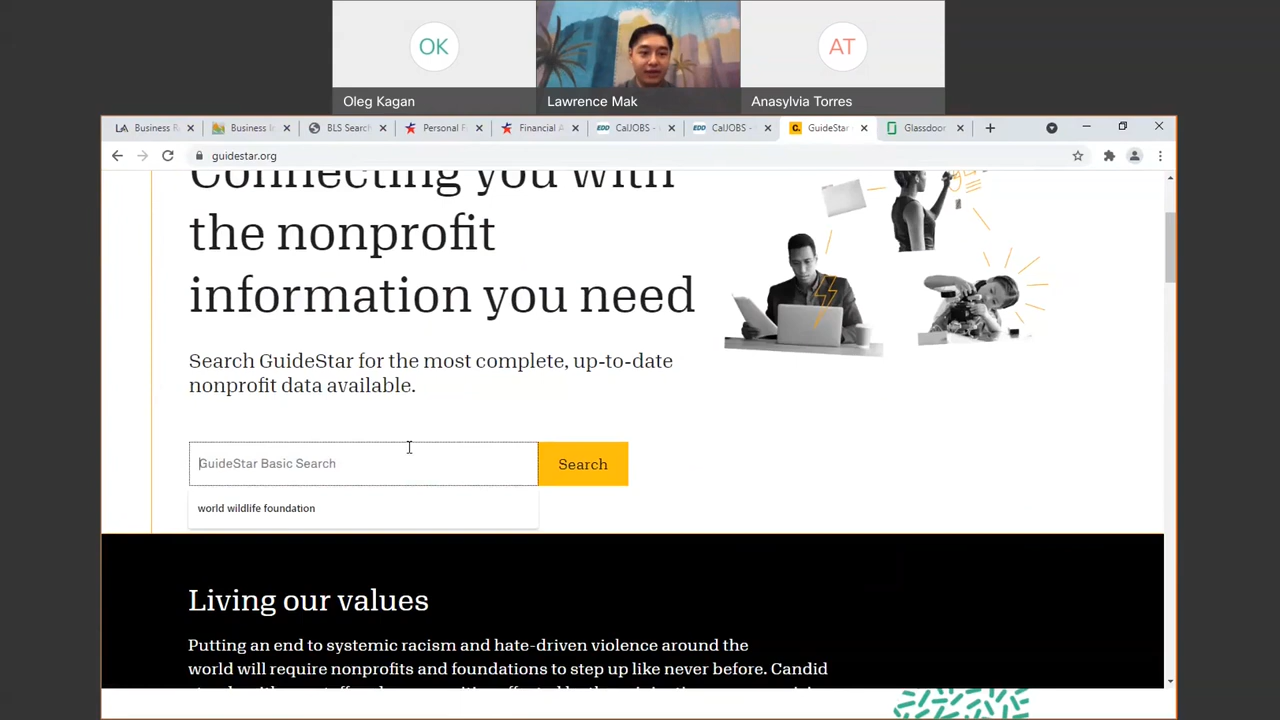 OK
AT
Oleg Kagan
Lawrence Mak
Anasylvia Torres
LA Business R
Business I
BLS Search
Personal F
Financial A
EDD CalJOBS -
EDD CalJOBS -
G. GuideStar
Glassdoor
guidestar.org
Connecting you with
the nonprofit
information you need
Search GuideStar for the most complete, up-to-date
nonprofit data available.
GuideStar Basic Search
Search
world wildlife foundation
Living our values
Putting an end to systemic racism and hate-driven violence around the
world will require nonprofits and foundations to step up like never before. Candid